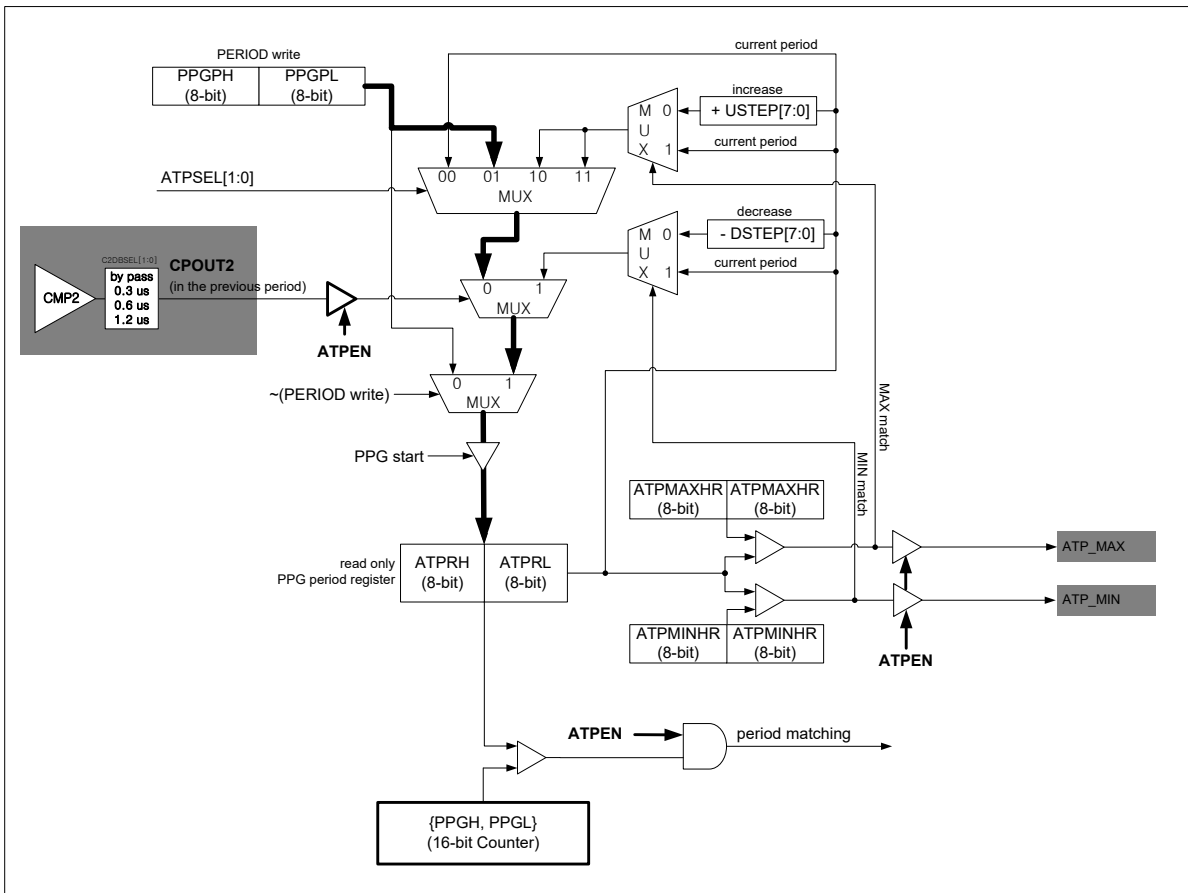 PERIOD write
PPGPH
(8-bit)
PPGPL
(8-bit)
current period
increase
+ USTEP[7:0]
M 0
U
X 1
current period
00 01 10 11
MUX
ATPSEL[1:0]
decrease
- DSTEP[7:0]
M 0
U
X 1
current period
C2DBSEL[1:0]
CMP2
by pass
0.3 us
0.6 us
1.2 us
CPOUT2
(in the previous period)
ATPEN
0 1
MUX
0 1
MUX
~(PERIOD write)
PPG start
MAX match
MIN match
ATPMAXHR
(8-bit)
ATPMAXHR
(8-bit)
read only
PPG period register
ATPRH
(8-bit)
ATPRL
(8-bit)
ATP_MAX
ATP_MIN
ATPMINHR
(8-bit)
ATPMINHR
(8-bit)
ATPEN
ATPEN
period matching
{PPGH, PPGL}
(16-bit Counter)